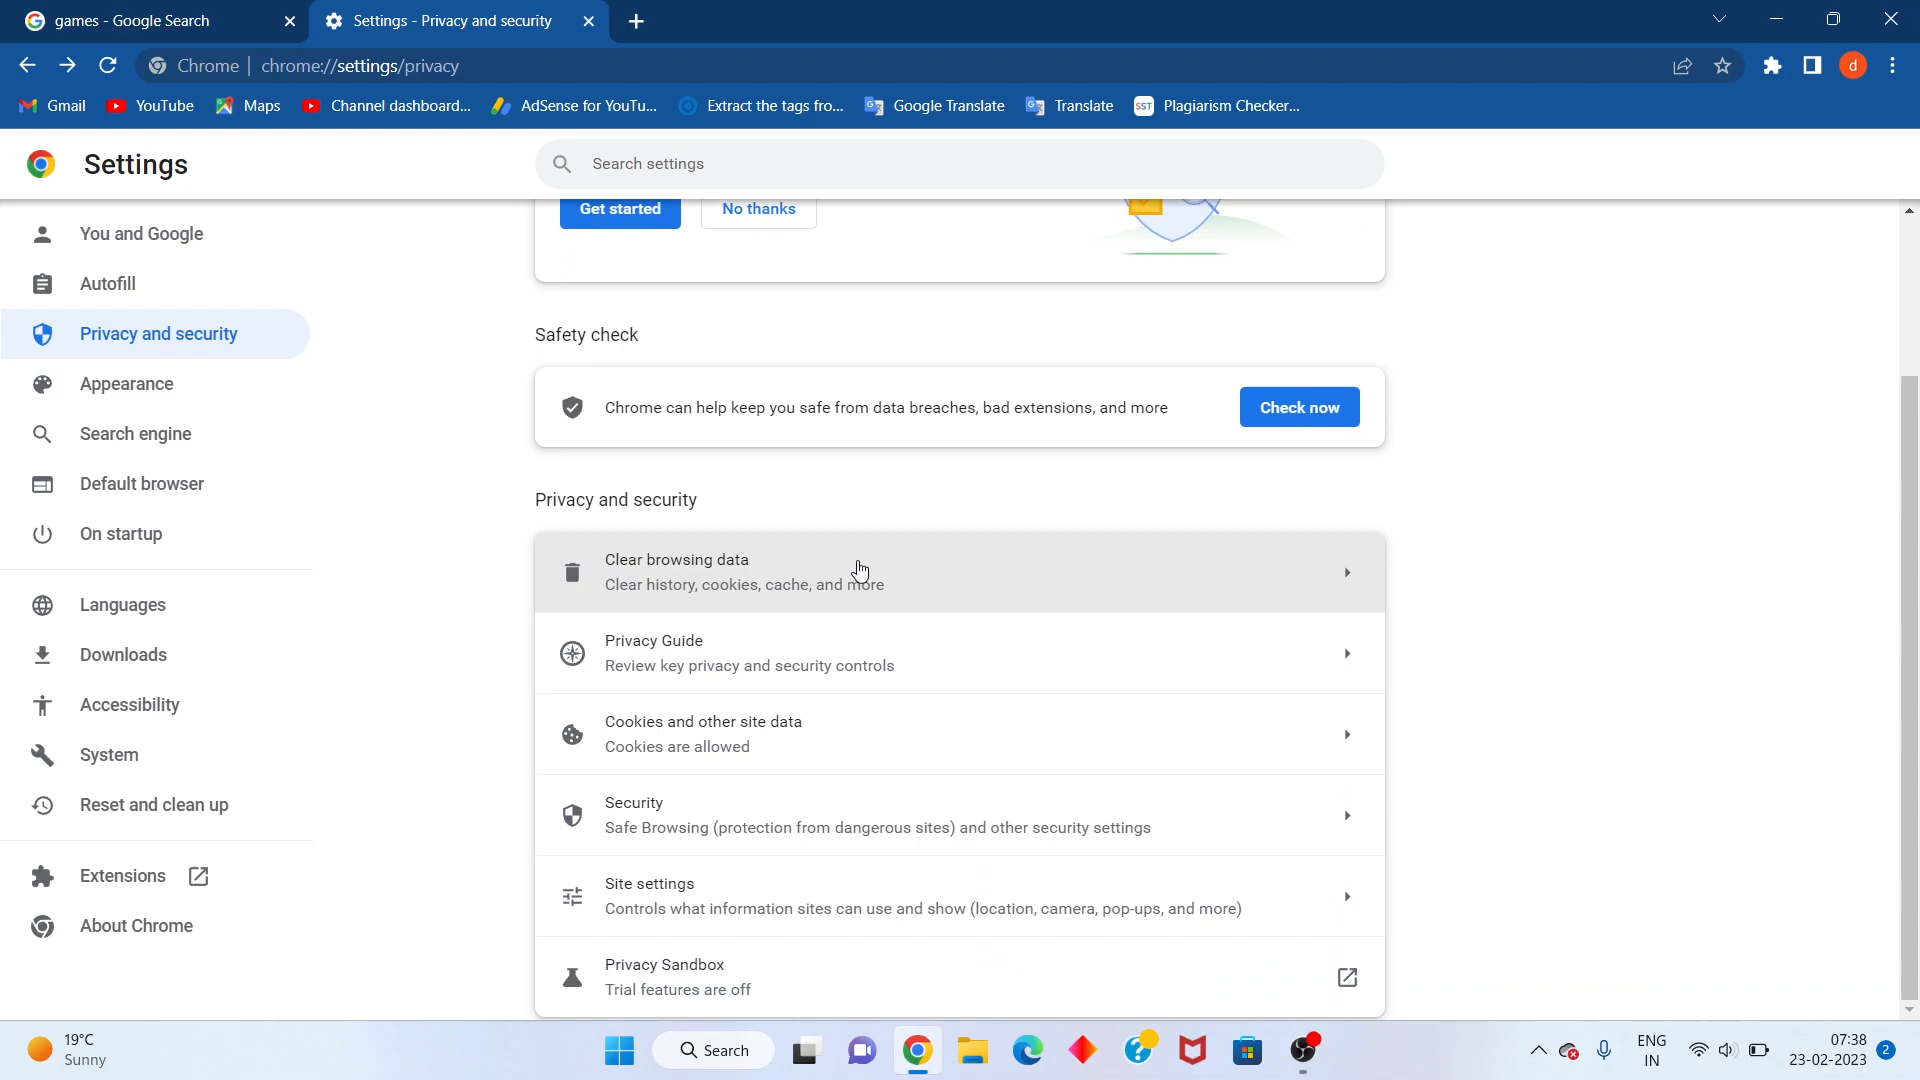 games - Google Search
Settings - Privacy and security
Chrome | chrome://settings/privacy
d
Gmail
YouTube
Maps
Channel dashboard...
AdSense for YouTu...
Extract the tags fro...
Google Translate
Translate
SST
Plagiarism Checker...
Settings
Search settings
Get started
No thanks
You and Google
Autofill
Privacy and security
Appearance
Search engine
Default browser
On startup
Languages
Downloads
Accessibility
System
Reset and clean up
Extensions
About Chrome
Safety check
Chrome can help keep you safe from data breaches, bad extensions, and more
Check now
Privacy and security
Clear browsing data
Clear history, cookies, cache, and more
Privacy Guide
Review key privacy and security controls
Cookies and other site data
Cookies are allowed
Security
Safe Browsing (protection from dangerous sites) and other security settings
Site settings
Controls what information sites can use and show (location, camera, pop-ups, and more)
Privacy Sandbox
Trial features are off
19°C
Sunny
Search
ENG
IN
07:38
23-02-2023
2